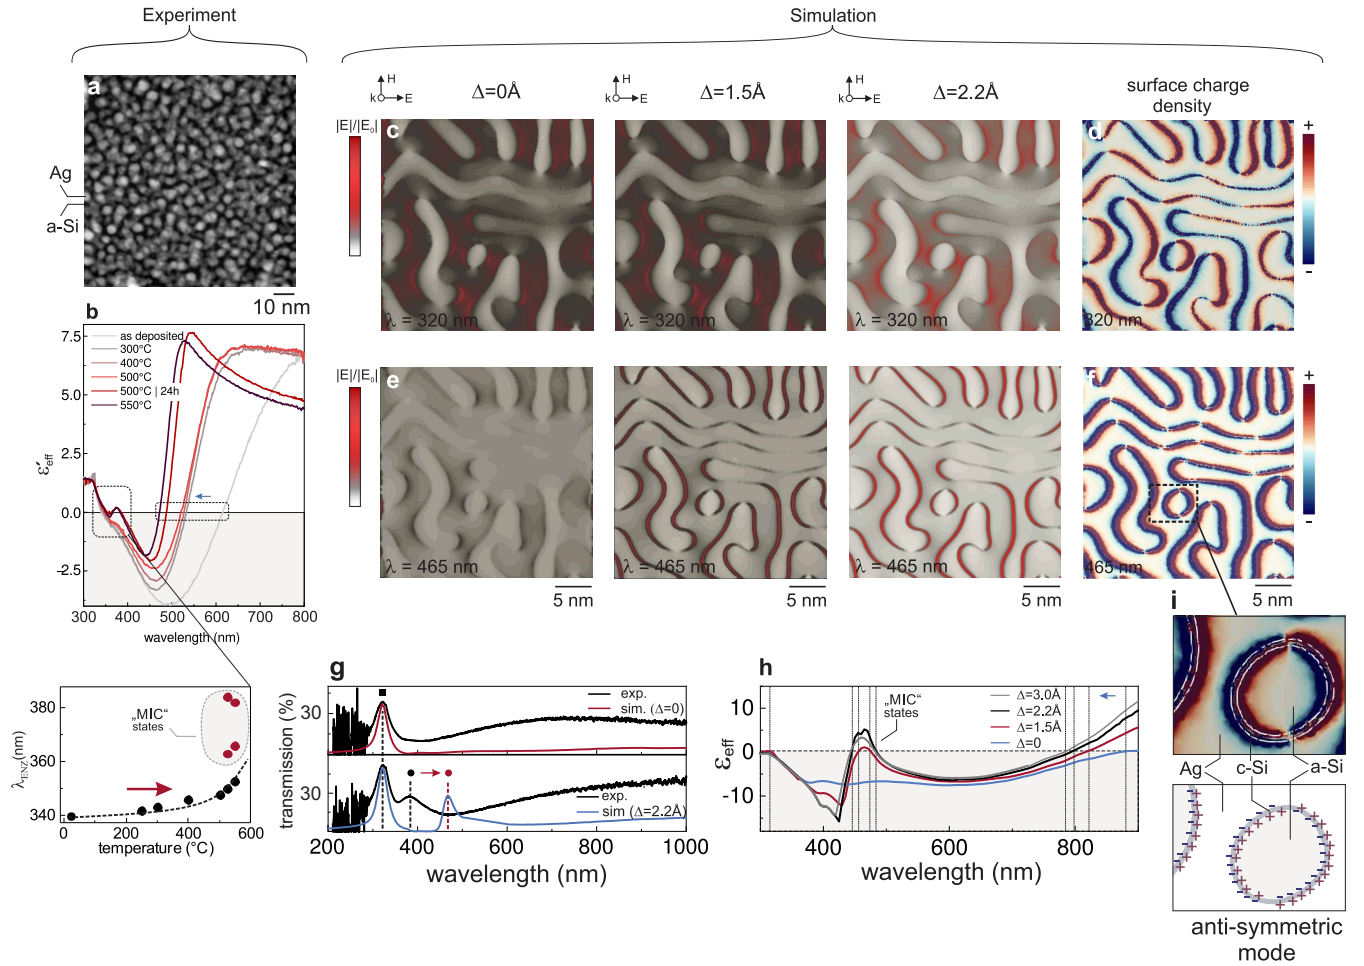 Experiment
Simulation
a
Ag
a-Si
10 nm
H
k
E
Δ=0Å
H
k
E
Δ=1.5Å
H
k
E
Δ=2.2Å
surface charge
density
|E|/|E₀|
c
λ = 320 nm
λ = 320 nm
λ = 320 nm
d
320 nm
+
-
b
7.5
5.0
2.5
0.0
-2.5
ε'eff
as deposited
300°C
400°C
500°C
500°C | 24h
550°C
300
400
500
600
700
800
wavelength (nm)
|E|/|E₀|
e
λ = 465 nm
λ = 465 nm
λ = 465 nm
5 nm
5 nm
5 nm
f
465 nm
+
-
5 nm
380
360
340
λENZ(nm)
„MIC“
states
0
100
200
300
400
500
600
temperature (°C)
g
transmission (%)
30
30
exp.
sim. (Δ=0)
exp.
sim (Δ=2.2Å)
200
400
600
800
1000
wavelength (nm)
h
εeff
10
0
-10
„MIC“
states
Δ=3.0Å
Δ=2.2Å
Δ=1.5Å
Δ=0
400
600
800
wavelength (nm)
i
Ag
c-Si
a-Si
anti-symmetric
mode